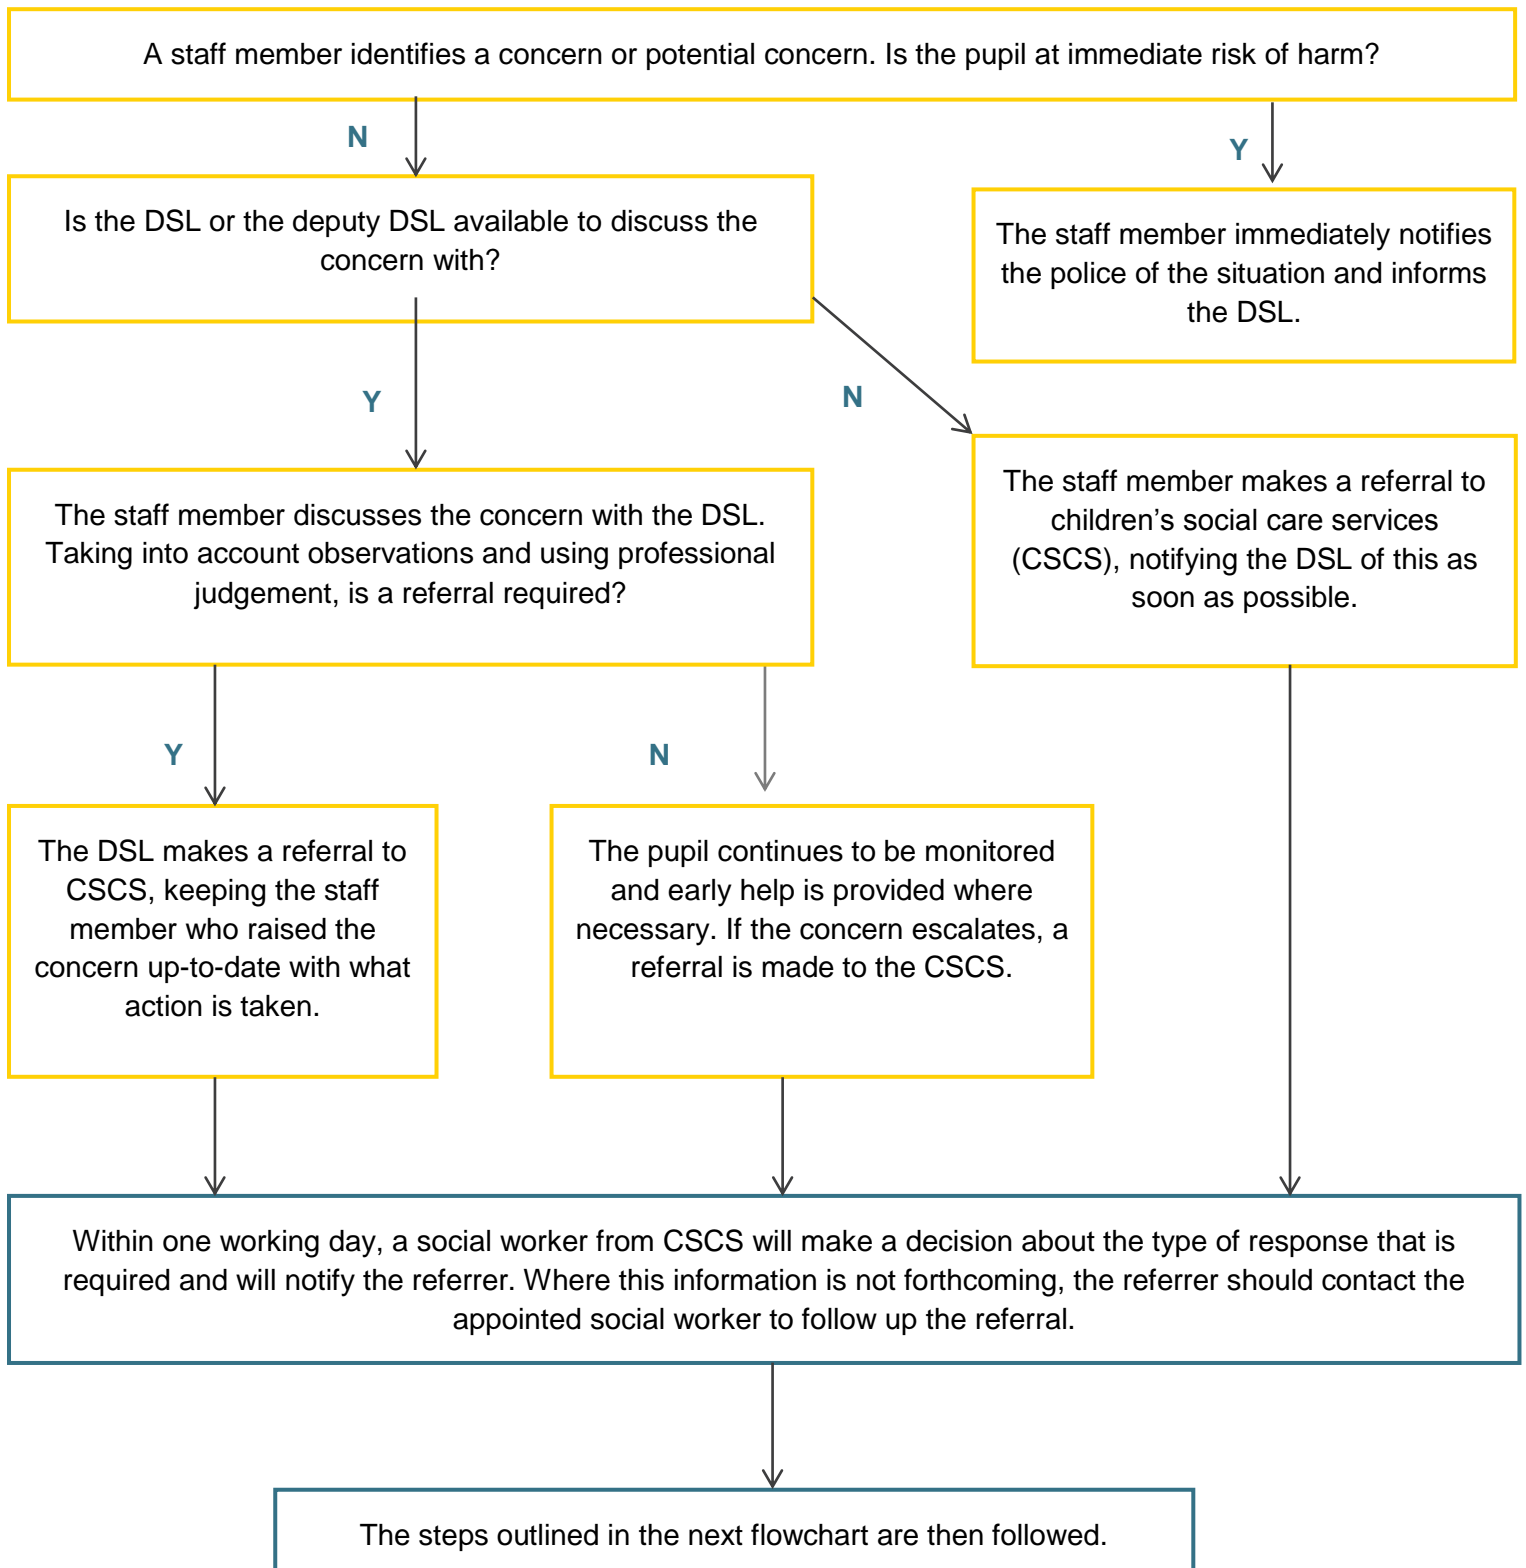 A staff member identifies a concern or potential concern. Is the pupil at immediate risk of harm?
N
Y
Is the DSL or the deputy DSL available to discuss the
concern with?
The staff member immediately notifies
the police of the situation and informs
the DSL.
Y
N
The staff member discusses the concern with the DSL.
Taking into account observations and using professional
judgement, is a referral required?
The staff member makes a referral to
children’s social care services
(CSCS), notifying the DSL of this as
soon as possible.
Y
N
The DSL makes a referral to
CSCS, keeping the staff
member who raised the
concern up-to-date with what
action is taken.
The pupil continues to be monitored
and early help is provided where
necessary. If the concern escalates, a
referral is made to the CSCS.
Within one working day, a social worker from CSCS will make a decision about the type of response that is
required and will notify the referrer. Where this information is not forthcoming, the referrer should contact the
appointed social worker to follow up the referral.
The steps outlined in the next flowchart are then followed.